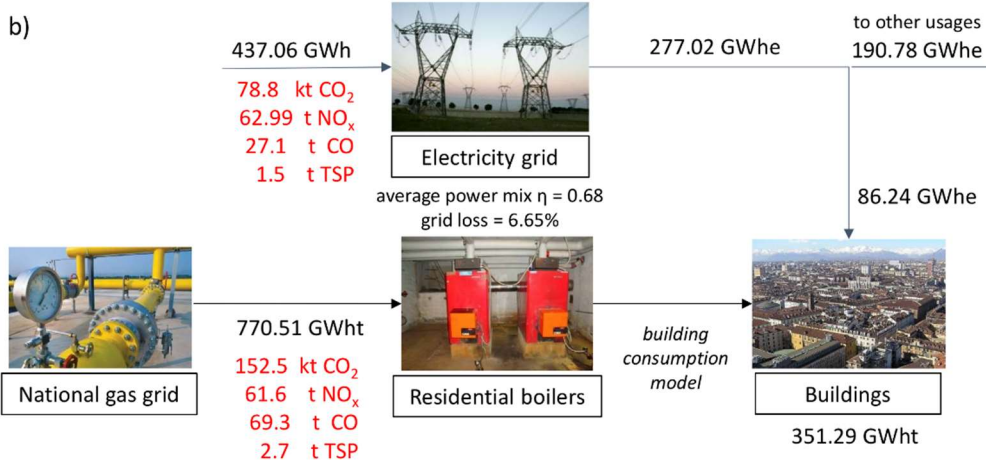 b)
437.06 GWh
78.8 kt CO₂
62.99 t NOₓ
27.1 t CO
1.5 t TSP
Electricity grid
average power mix η = 0.68
grid loss = 6.65%
277.02 GWhe
to other usages
190.78 GWhe
86.24 GWhe
National gas grid
770.51 GWht
152.5 kt CO₂
61.6 t NOₓ
69.3 t CO
2.7 t TSP
Residential boilers
building
consumption
model
Buildings
351.29 GWht